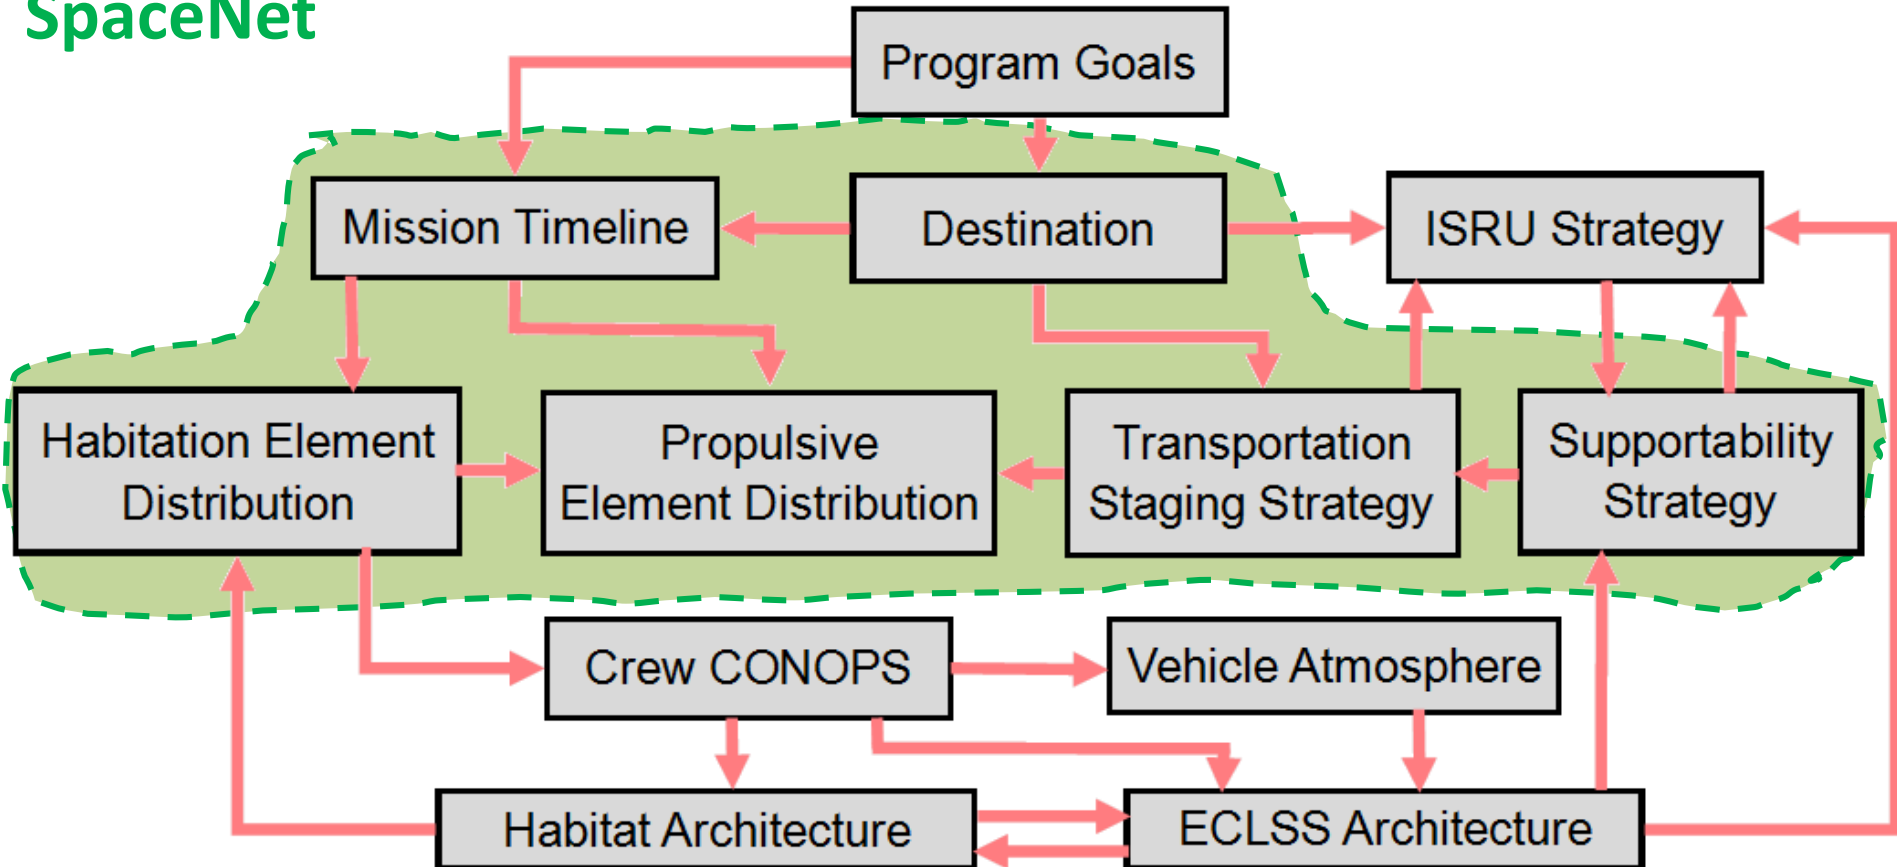 SpaceNet
Program Goals
Mission Timeline
Destination
ISRU Strategy
Habitation Element
Distribution
Propulsive
Element Distribution
Transportation
Staging Strategy
Supportability
Strategy
Crew CONOPS
Vehicle Atmosphere
Habitat Architecture
ECLSS Architecture